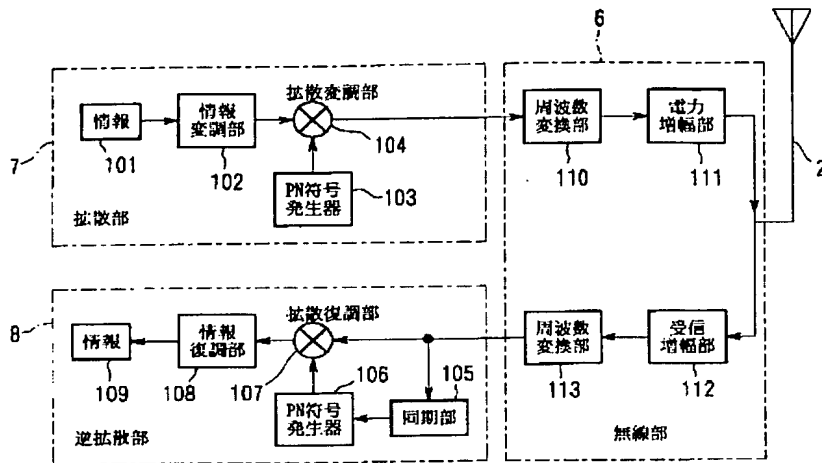 6
拡散変調部
情報
101
情報
変調部
102
104
PN符号
発生器
103
拡散部
7
周波数
変換部
110
電力
増幅部
111
2
拡散復調部
8
情報
109
情報
復調部
108
107
106
PN符号
発生器
105
同期部
逆拡散部
周波数
変換部
113
受信
増幅部
112
無線部